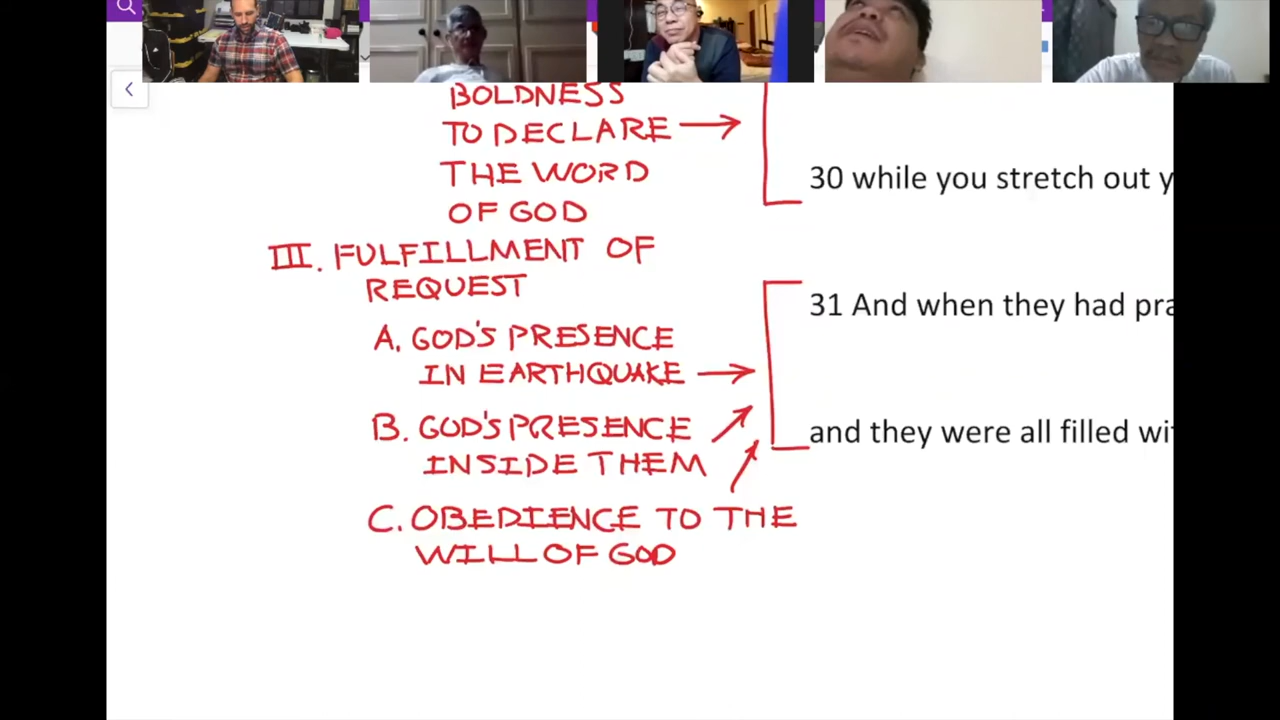 BOLDNESS
TO DECLARE
THE WORD
OF GOD
30 while you stretch out y
III. FULFILLMENT OF
REQUEST
31 And when they had pra
A. GOD'S PRESENCE
IN EARTHQUAKE
B. GOD'S PRESENCE
INSIDE THEM
and they were all filled wi
C. OBEDIENCE TO THE
WILL OF GOD